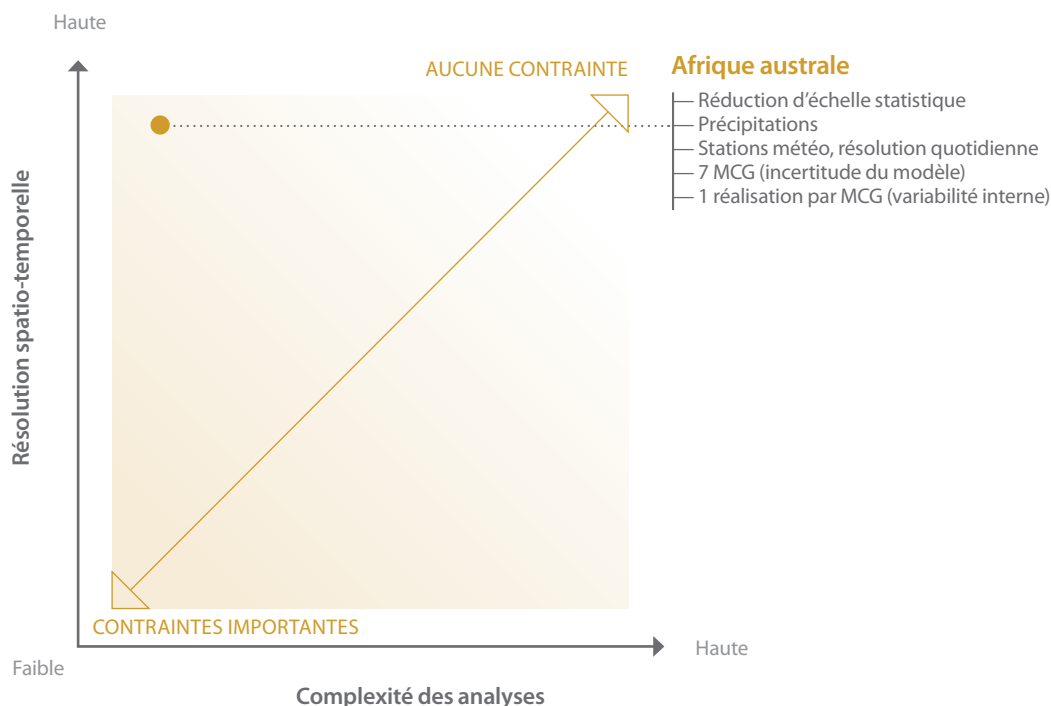 Haute
AUCUNE CONTRAINTE
Afrique australe
Réduction d'échelle statistique
Précipitations
Stations météo, résolution quotidienne
7 MCG (incertitude du modèle)
1 réalisation par MCG (variabilité interne)
Résolution spatio-temporelle
CONTRAINTES IMPORTANTES
Haute
Faible
Complexité des analyses